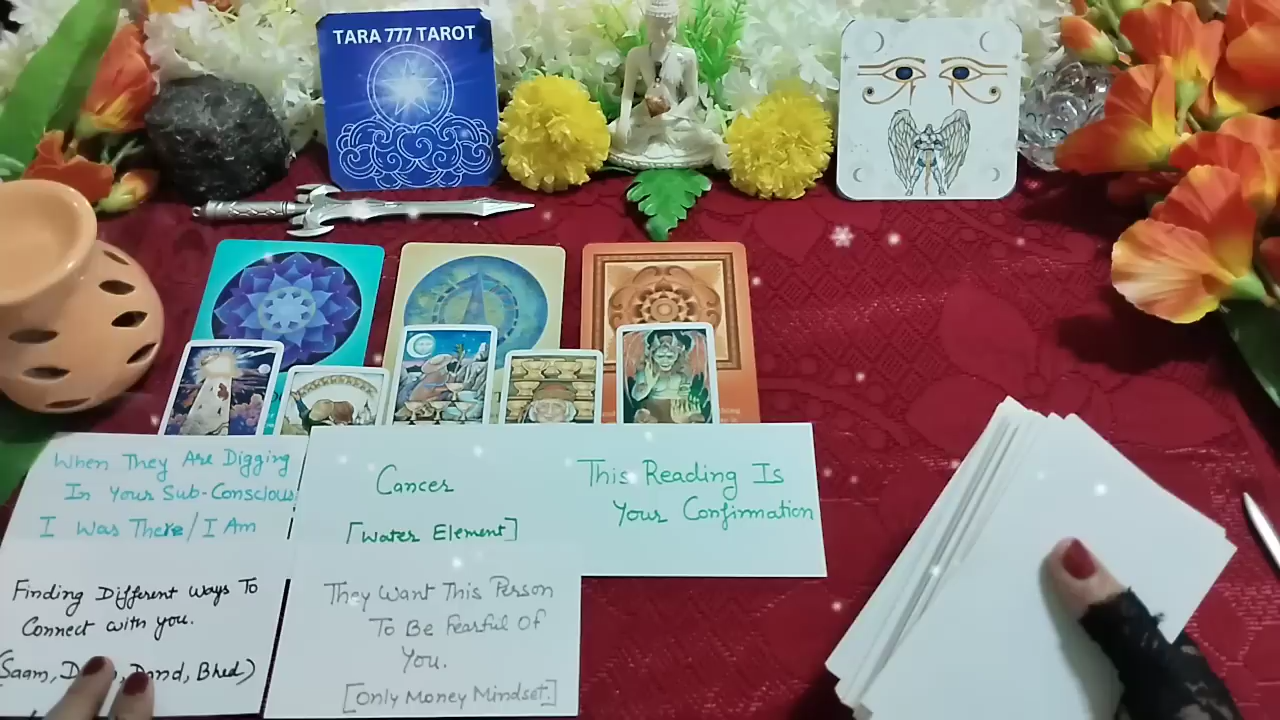 TARA 777 TAROT
When They Are Digging
In Your Sub-Conscious
I Was There/I Am
Finding Different Ways To
Connect with you.
(Saam, Dand, Bhed)
Cancer
[Water Element]
They Want This Person
To Be Fearful Of
You.
[Only Money Mindset.]
This Reading Is
Your Confirmation